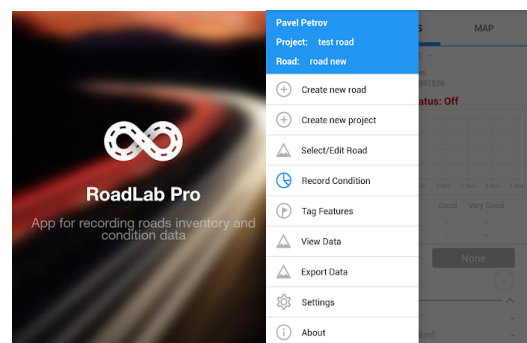 RoadLab Pro
App for recording roads inventory and
condition data
Pavel Petrov
Project: test road
Road: road new
Create new road
Create new project
Select/Edit Road
Record Condition
Tag Features
View Data
Export Data
Settings
About
S
MAP
atus: Off
Good Very Good
None